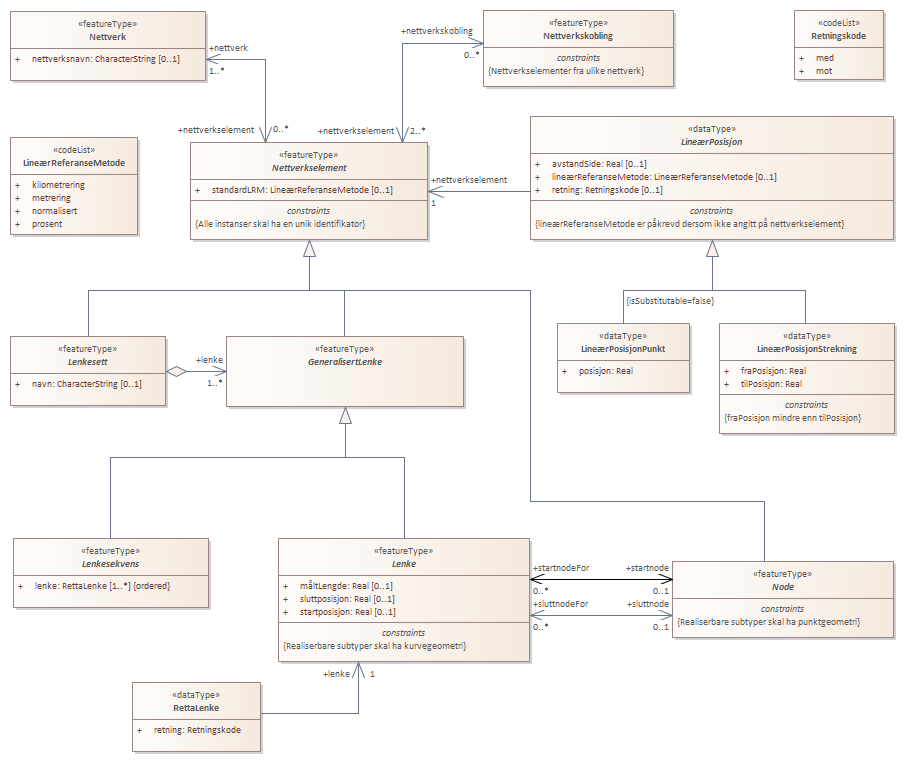 «featureType»
Nettverk
+ nettverksnavn: CharacterString [0..1]
+nettverk
1..*
+nettverkselement
0..*
«featureType»
Nettverkskobling
constraints
{Nettverkselementer fra ulike nettverk}
+nettverkskobling
0..*
+nettverkselement
2..*
«codeList»
Retningskode
+ med
+ mot
«codeList»
LineærReferanseMetode
+ kilometrering
+ metrering
+ normalisert
+ prosent
«featureType»
Nettverkselement
+ standardLRM: LineærReferanseMetode [0..1]
constraints
{Alle instanser skal ha en unik identifikator}
+nettverkselement
1
«dataType»
LineærPosisjon
+ avstandSide: Real [0..1]
+ lineærReferanseMetode: LineærReferanseMetode [0..1]
+ retning: Retningskode [0..1]
constraints
{lineærReferanseMetode er påkrevd dersom ikke angitt på nettverkselement}
{isSubstitutable=false}
«featureType»
Lenkesett
+ navn: CharacterString [0..1]
+lenke
1..*
«featureType»
GeneralisertLenke
«dataType»
LineærPosisjonPunkt
+ posisjon: Real
«dataType»
LineærPosisjonStrekning
+ fraPosisjon: Real
+ tilPosisjon: Real
constraints
{fraPosisjon mindre enn tilPosisjon}
«featureType»
Lenkesekvens
+ lenke: RettaLenke [1..*] {ordered}
«featureType»
Lenke
+ måltLengde: Real [0..1]
+ sluttposisjon: Real [0..1]
+ startposisjon: Real [0..1]
constraints
{Realiserbare subtyper skal ha kurvegeometri}
+startnodeFor
+startnode
0..*
0..1
+sluttnodeFor
+sluttnode
0..*
0..1
«featureType»
Node
constraints
{Realiserbare subtyper skal ha punktgeometri}
+lenke
1
«dataType»
RettaLenke
+ retning: Retningskode